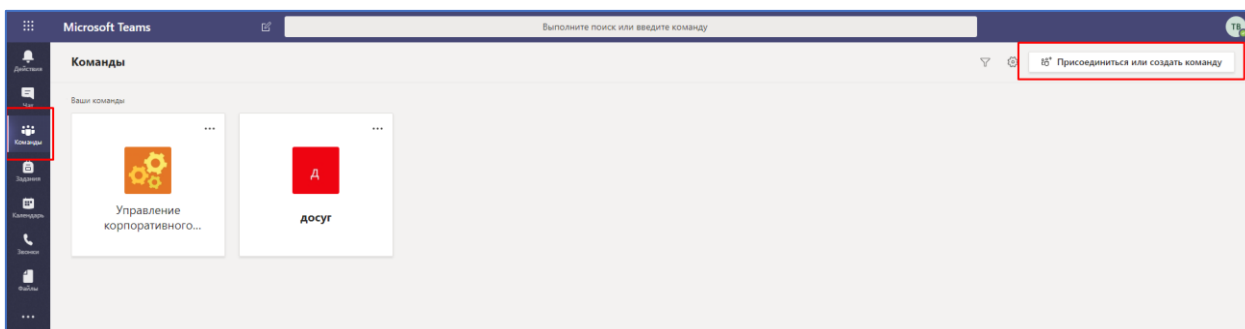 Microsoft Teams
Выполните поиск или введите команду
ТВ
Действия
Чат
Команды
Задания
Календарь
Звонки
Файлы
Команды
Присоединиться или создать команду
Ваши команды
Управление
корпоративного...
Д
досуг